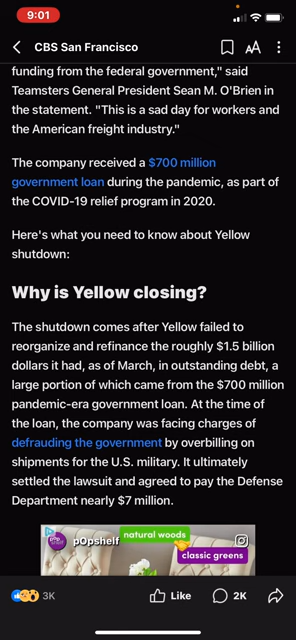 9:01
CBS San Francisco
AA
funding from the federal government," said
Teamsters General President Sean M. O'Brien in
the statement. "This is a sad day for workers and
the American freight industry."
The company received a $700 million
government loan during the pandemic, as part of
the COVID-19 relief program in 2020.
Here's what you need to know about Yellow
shutdown:
Why is Yellow closing?
The shutdown comes after Yellow failed to
reorganize and refinance the roughly $1.5 billion
dollars it had, as of March, in outstanding debt, a
large portion of which came from the $700 million
pandemic-era government loan. At the time of
the loan, the company was facing charges of
defrauding the government by overbilling on
shipments for the U.S. military. It ultimately
settled the lawsuit and agreed to pay the Defense
Department nearly $7 million.
pOpshelf
natural woods
classic greens
3K
Like
2K